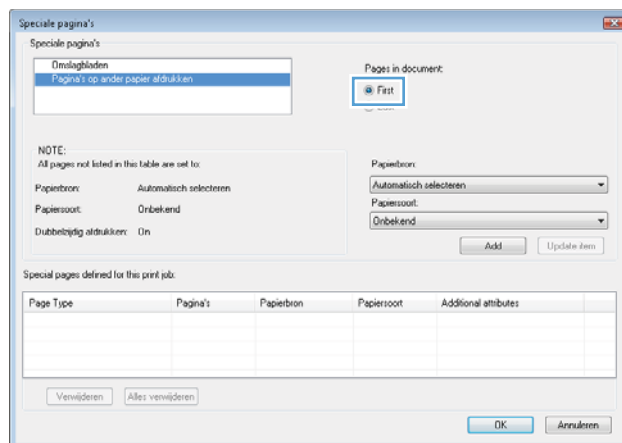 Speciale pagina's
Speciale pagina's
Omslagbladen
Pagina's op ander papier afdrukken
Pages in document:
First
NOTE:
All pages not listed in this table are set to:
Papierbron: Automatisch selecteren
Papiersoort: Onbekend
Dubbelzijdig afdrukken: On
Papierbron:
Automatisch selecteren
Papiersoort:
Onbekend
Add Update item
Special pages defined for this print job:
Page Type Pagina's Papierbron Papiersoort Additional attributes
Verwijderen Alles verwijderen
OK Annuleren